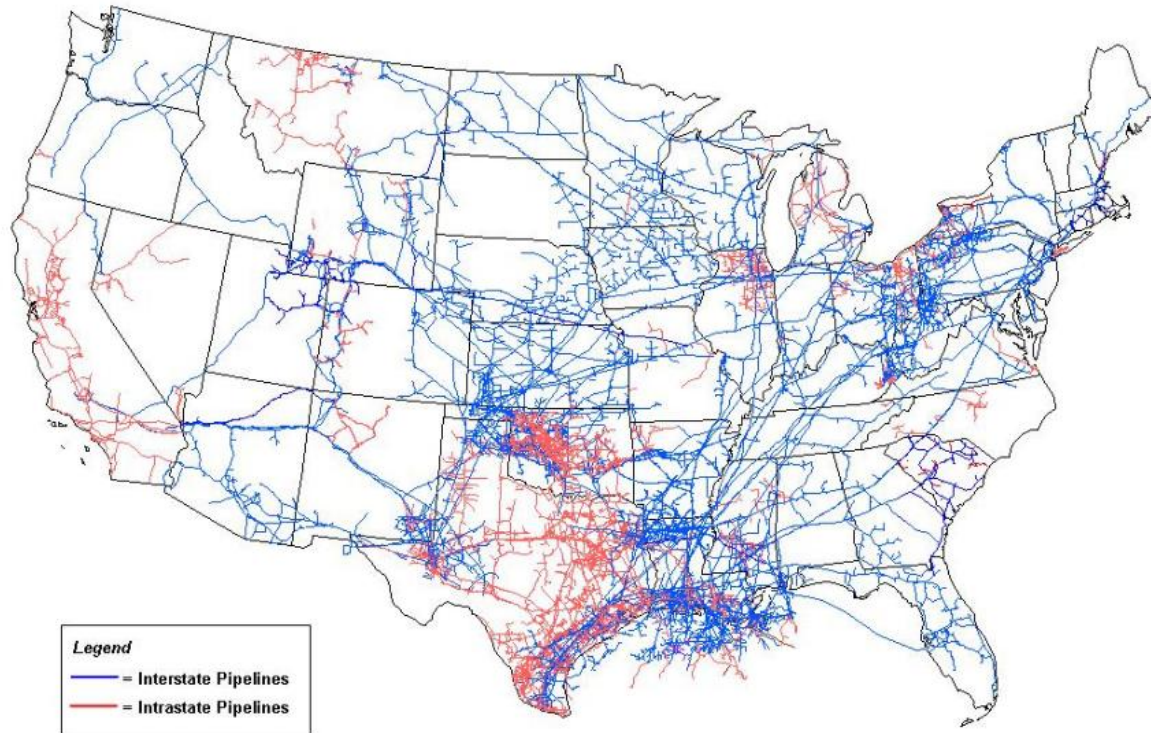 Legend
= Interstate Pipelines
= Intrastate Pipelines